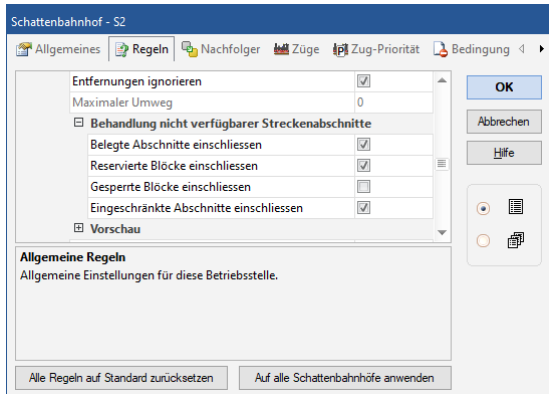 Schattenbahnhof - S2
Allgemeines Regeln Nachfolger Züge Zug-Priorität Bedingung
Entfernungen ignorieren
Maximaler Umweg 0
Behandlung nicht verfügbarer Streckenabschnitte
Belegte Abschnitte einschliessen
Reservierte Blöcke einschliessen
Gesperrte Blöcke einschliessen
Eingeschränkte Abschnitte einschliessen
Vorschau
OK
Abbrechen
Hilfe
Allgemeine Regeln
Allgemeine Einstellungen für diese Betriebsstelle.
Alle Regeln auf Standard zurücksetzen Auf alle Schattenbahnhöfe anwenden